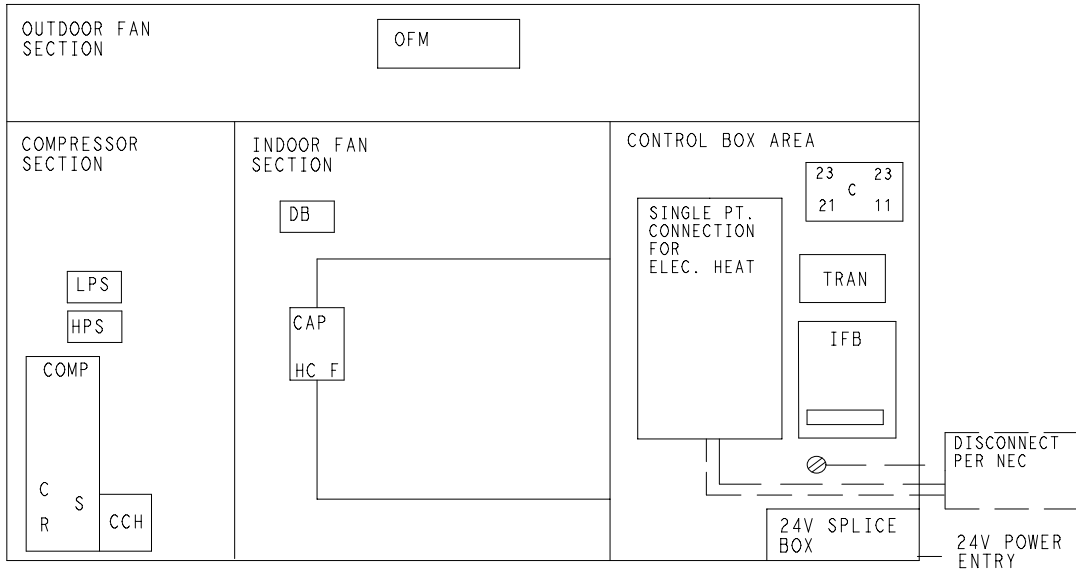 OUTDOOR FAN
SECTION
OFM
COMPRESSOR
SECTION
LPS
HPS
COMP
C
S
R
CCH
INDOOR FAN
SECTION
DB
CAP
HC F
CONTROL BOX AREA
23 23
C
21 11
SINGLE PT.
CONNECTION
FOR
ELEC. HEAT
TRAN
IFB
DISCONNECT
PER NEC
24V SPLICE
BOX
24V POWER
ENTRY